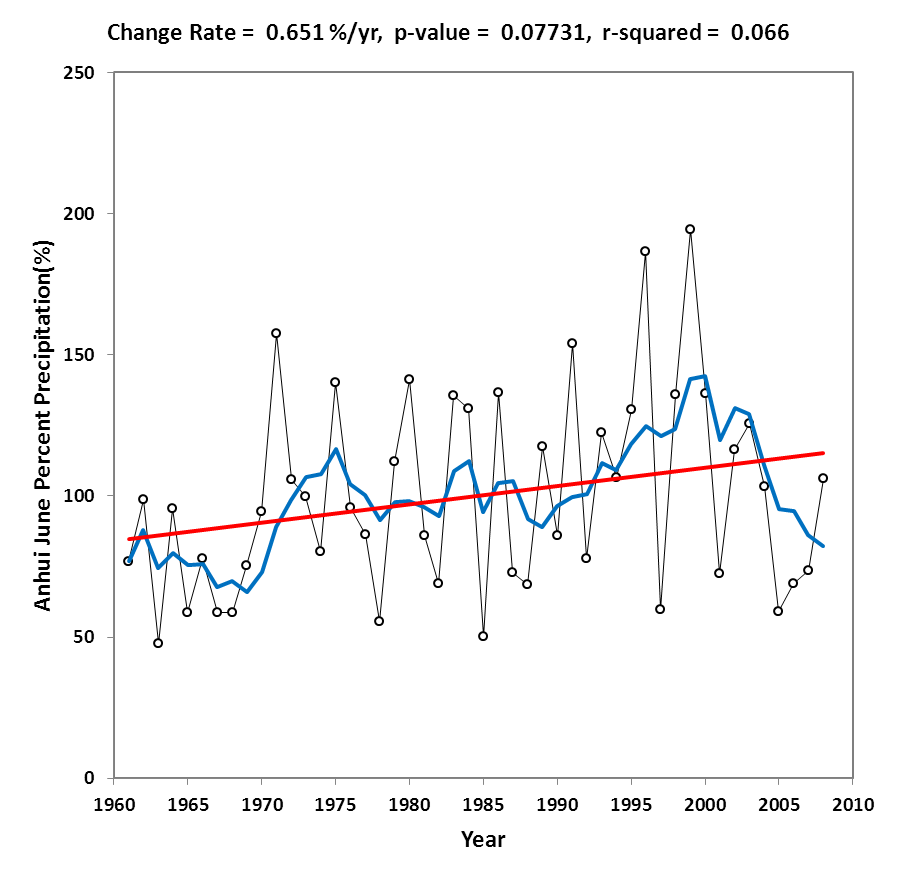 Change Rate = 0.651 %/yr, p-value = 0.07731, r-squared = 0.066
250
200
150
100
50
0
Anhui June Percent Precipitation(%)
1960 1965 1970 1975 1980 1985 1990 1995 2000 2005 2010
Year